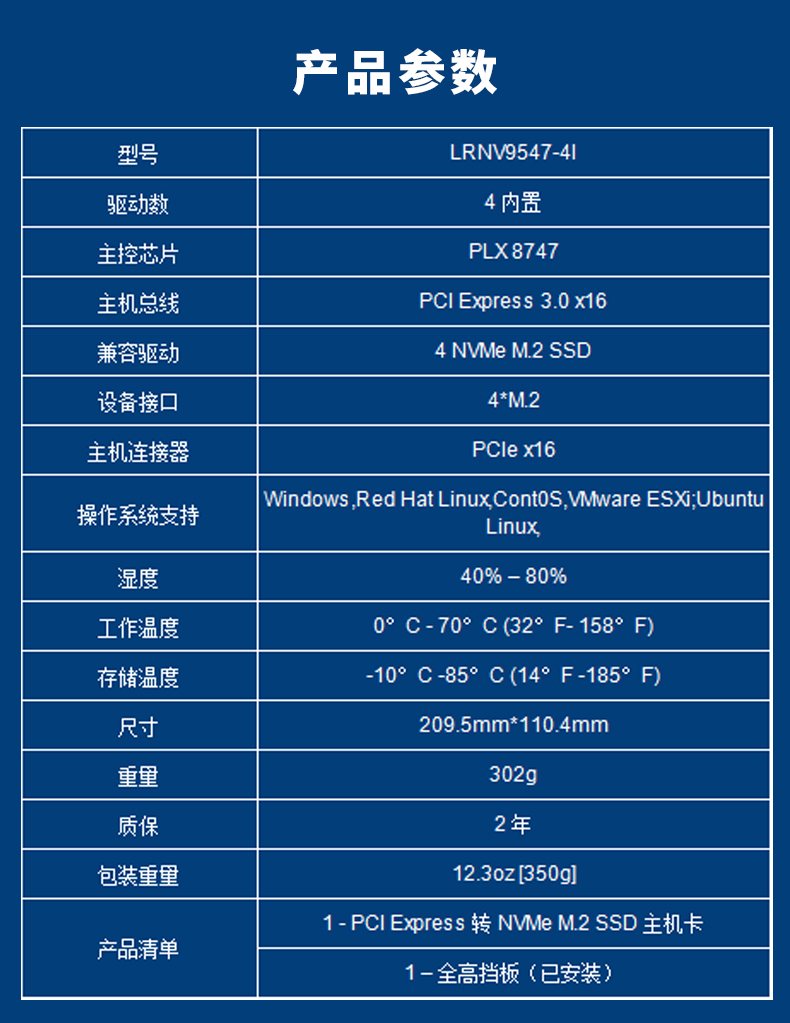 产品参数
型号 LRNV9547-4I
驱动数 4 内置
主控芯片 PLX 8747
主机总线 PCI Express 3.0 x16
兼容驱动 4 NVMe M.2 SSD
设备接口 4*M.2
主机连接器 PCIe x16
操作系统支持 Windows,Red Hat Linux,Cont0S,VMware ESXi;Ubuntu
Linux,
湿度 40% – 80%
工作温度 0° C - 70° C (32° F- 158° F)
存储温度 -10° C -85° C (14° F -185° F)
尺寸 209.5mm*110.4mm
重量 302g
质保 2 年
包装重量 12.3oz [350g]
产品清单 1 - PCI Express 转 NVMe M.2 SSD 主机卡
1 – 全高挡板（已安装）